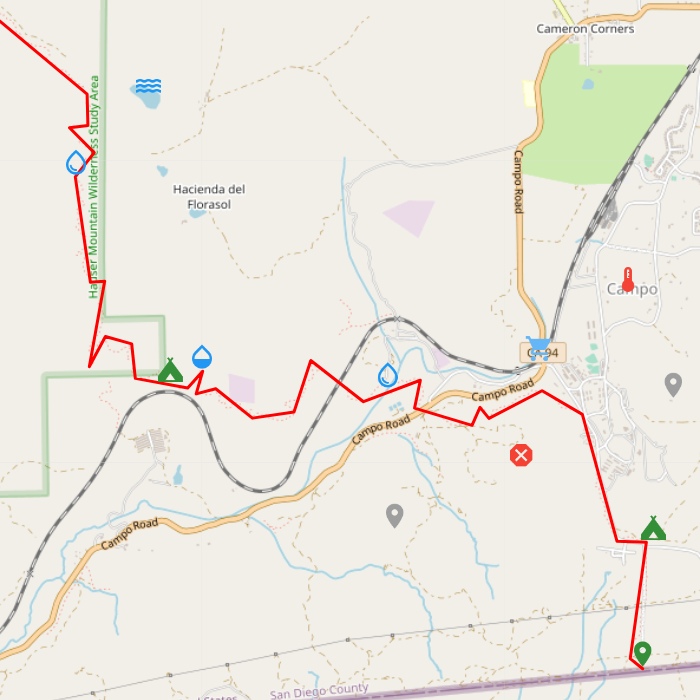 Cameron Corners
Hauser Mountain Wilderness Study Area
Campo Road
Hacienda del
Florasol
Campo
94
Campo Road
Campo Road
Campo Road
San Diego County